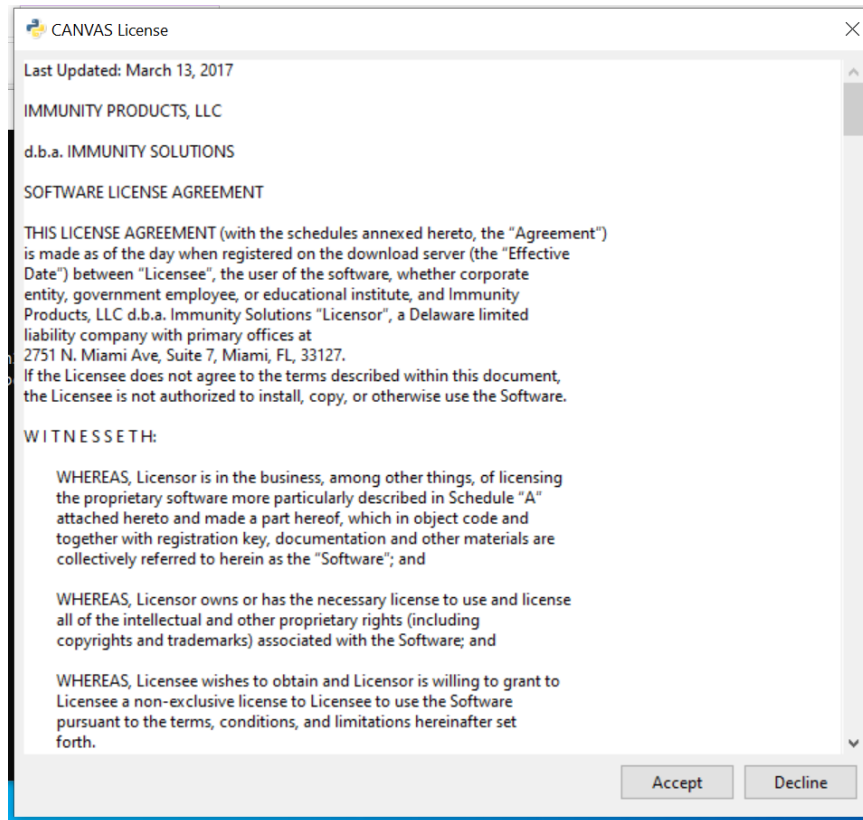 CANVAS License
Last Updated: March 13, 2017
IMMUNITY PRODUCTS, LLC
d.b.a. IMMUNITY SOLUTIONS
SOFTWARE LICENSE AGREEMENT
THIS LICENSE AGREEMENT (with the schedules annexed hereto, the “Agreement”)
is made as of the day when registered on the download server (the “Effective
Date”) between “Licensee”, the user of the software, whether corporate
entity, government employee, or educational institute, and Immunity
Products, LLC d.b.a. Immunity Solutions “Licensor”, a Delaware limited
liability company with primary offices at
2751 N. Miami Ave, Suite 7, Miami, FL, 33127.
If the Licensee does not agree to the terms described within this document,
the Licensee is not authorized to install, copy, or otherwise use the Software.
W I T N E S S E T H:
WHEREAS, Licensor is in the business, among other things, of licensing
the proprietary software more particularly described in Schedule “A”
attached hereto and made a part hereof, which in object code and
together with registration key, documentation and other materials are
collectively referred to herein as the “Software”; and
WHEREAS, Licensor owns or has the necessary license to use and license
all of the intellectual and other proprietary rights (including
copyrights and trademarks) associated with the Software; and
WHEREAS, Licensee wishes to obtain and Licensor is willing to grant to
Licensee a non-exclusive license to Licensee to use the Software
pursuant to the terms, conditions, and limitations hereinafter set
forth.
Accept Decline